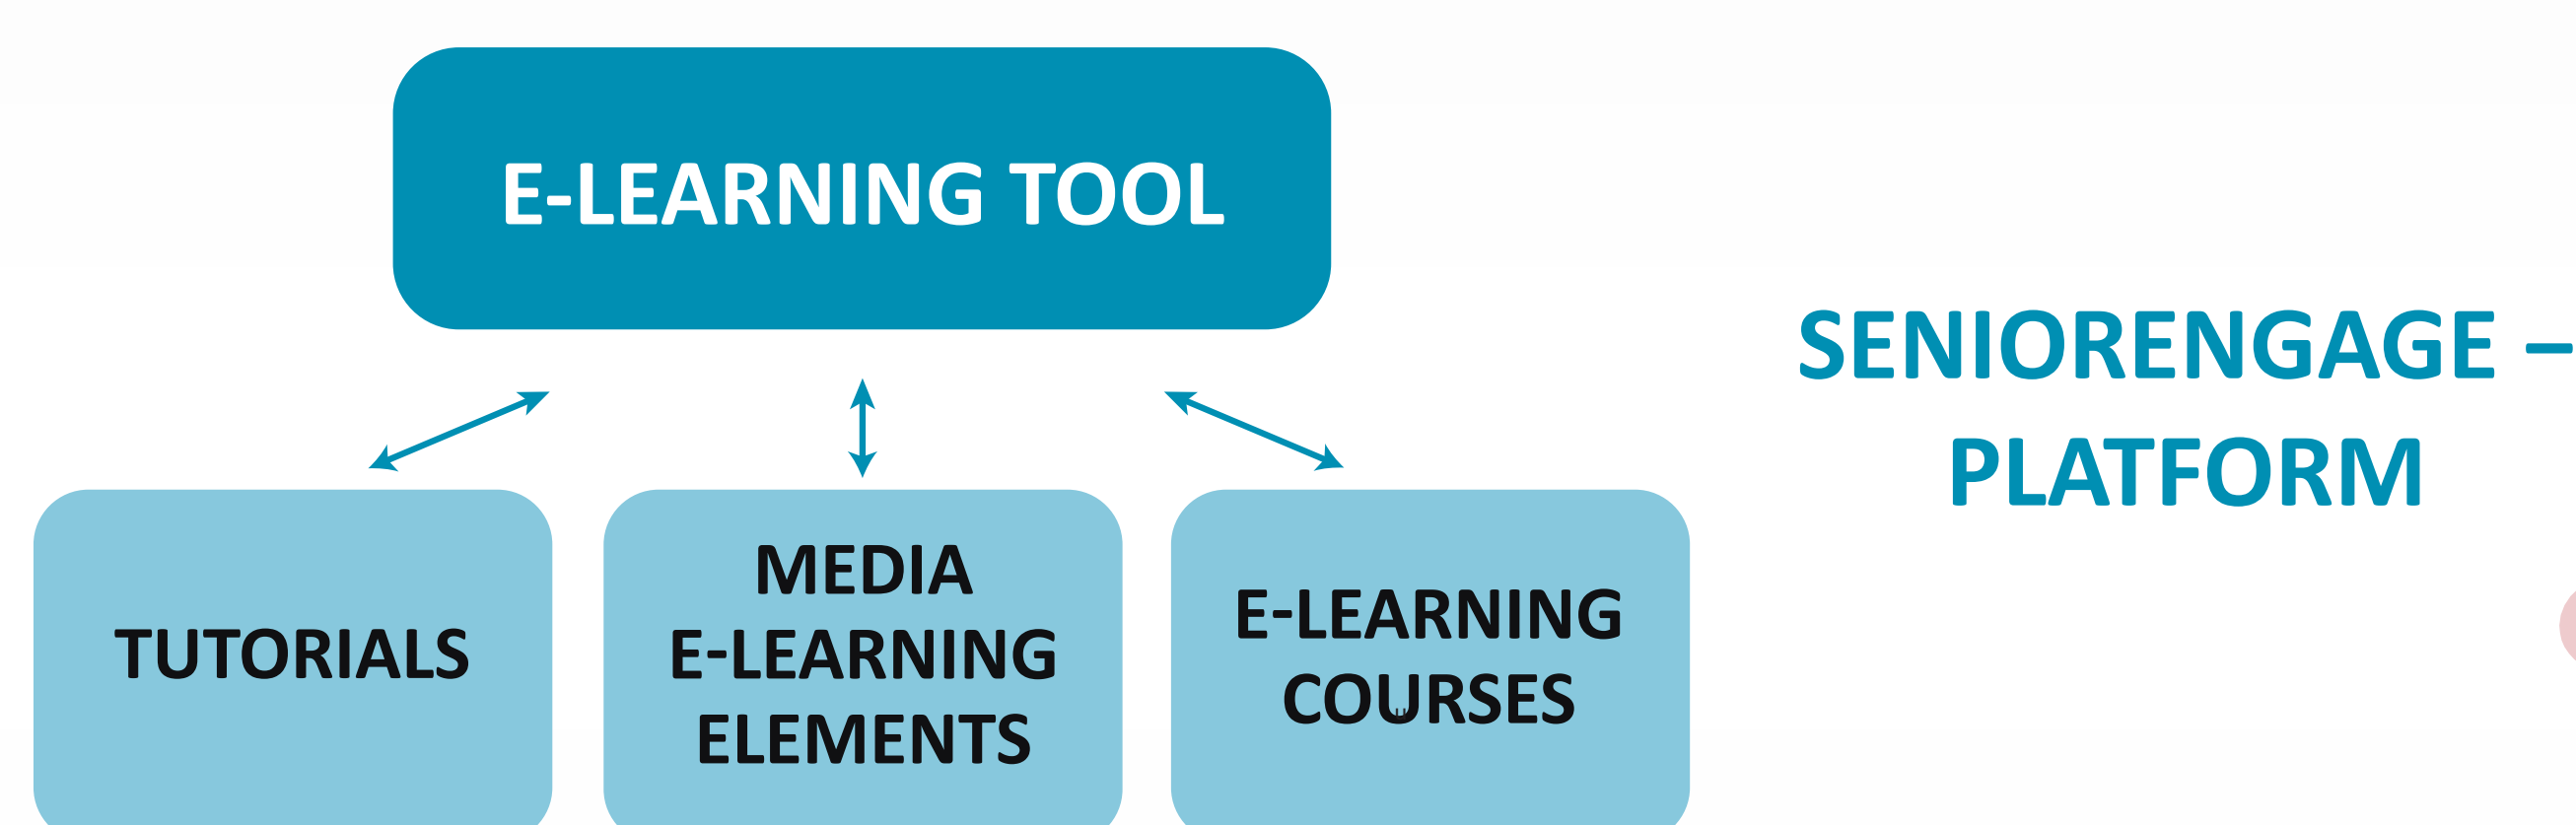 E-LEARNING TOOL
SENIORENGAGE –
PLATFORM
TUTORIALS
MEDIA
E-LEARNING
ELEMENTS
E-LEARNING
COURSES